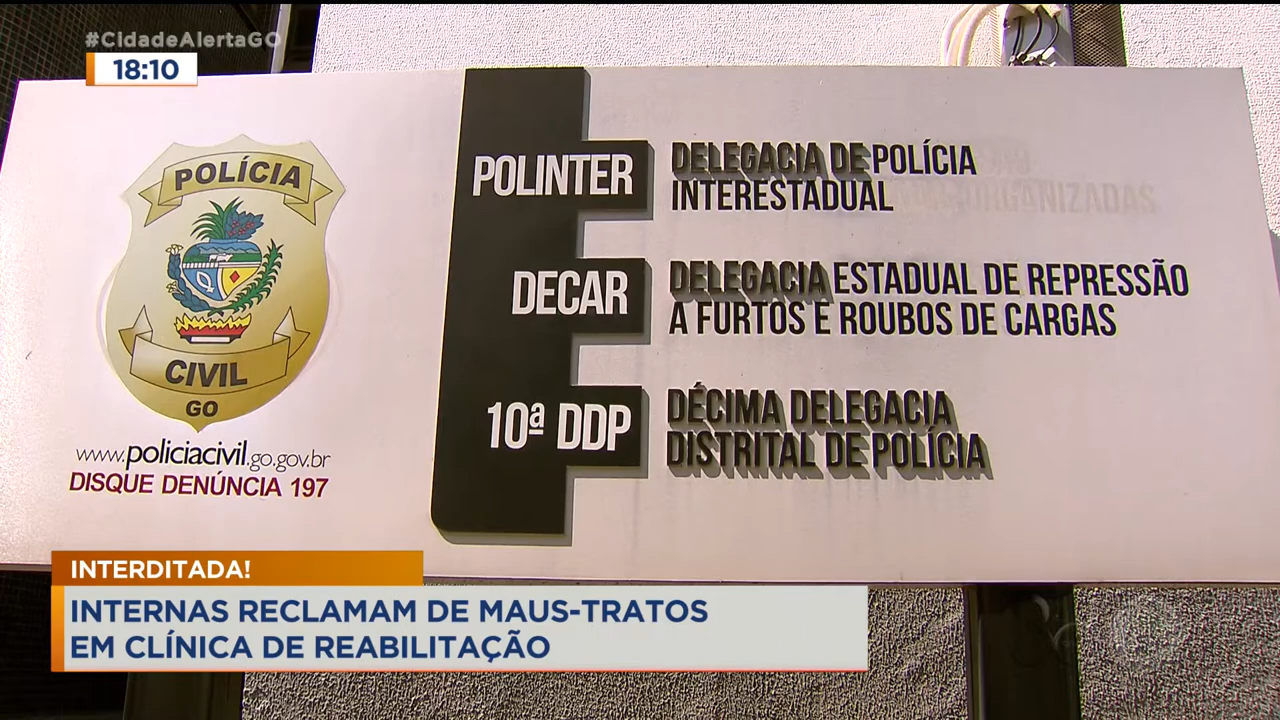 #CidadeAlertaGO
18:10
POLÍCIA
CIVIL
GO
www.policiacivil.go.gov.br
DISQUE DENÚNCIA 197
POLINTER
DELEGACIA DE POLÍCIA
INTERESTADUAL
ORGANIZADAS
DECAR
DELEGACIA ESTADUAL DE REPRESSÃO
A FURTOS E ROUBOS DE CARGAS
10ª DDP
DÉCIMA DELEGACIA
DISTRITAL DE POLÍCIA
INTERDITADA!
INTERNAS RECLAMAM DE MAUS-TRATOS
EM CLÍNICA DE REABILITAÇÃO